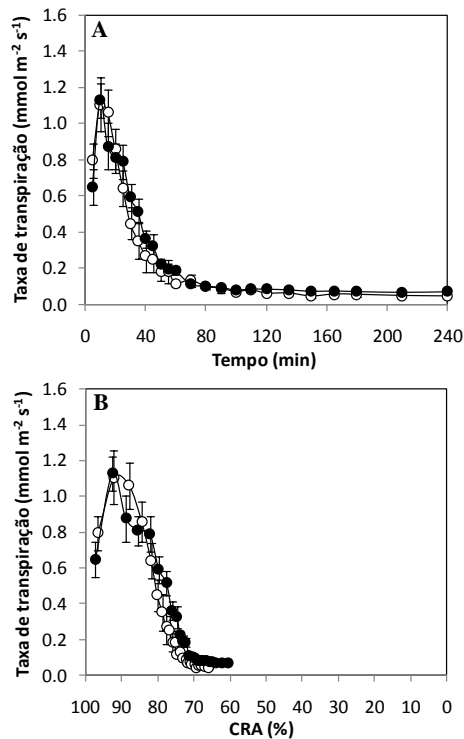 A
Taxa de transpiração (mmol m⁻² s⁻¹)
1.6
1.4
1.2
1.0
0.8
0.6
0.4
0.2
0.0
0 40 80 120 160 200 240
Tempo (min)
B
Taxa de transpiração (mmol m⁻² s⁻¹)
1.6
1.4
1.2
1.0
0.8
0.6
0.4
0.2
0.0
100 90 80 70 60 50 40 30 20 10 0
CRA (%)